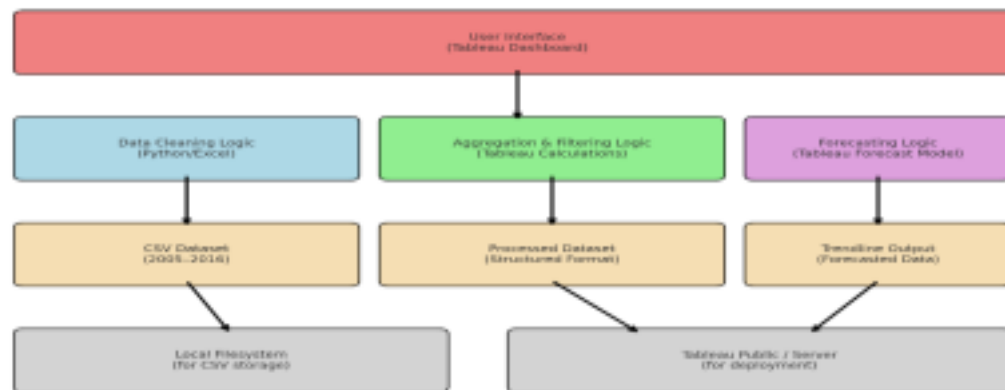 User Interface
(Tableau Dashboard)
Data Cleaning Logic
(Python/Excel)
Aggregation & Filtering Logic
(Tableau Calculations)
Forecasting Logic
(Tableau Forecast Model)
CSV Dataset
(2005–2016)
Processed Dataset
(Structured Format)
Trendline Output
(Forecasted Data)
Local Filesystem
(for CSV storage)
Tableau Public / Server
(for deployment)